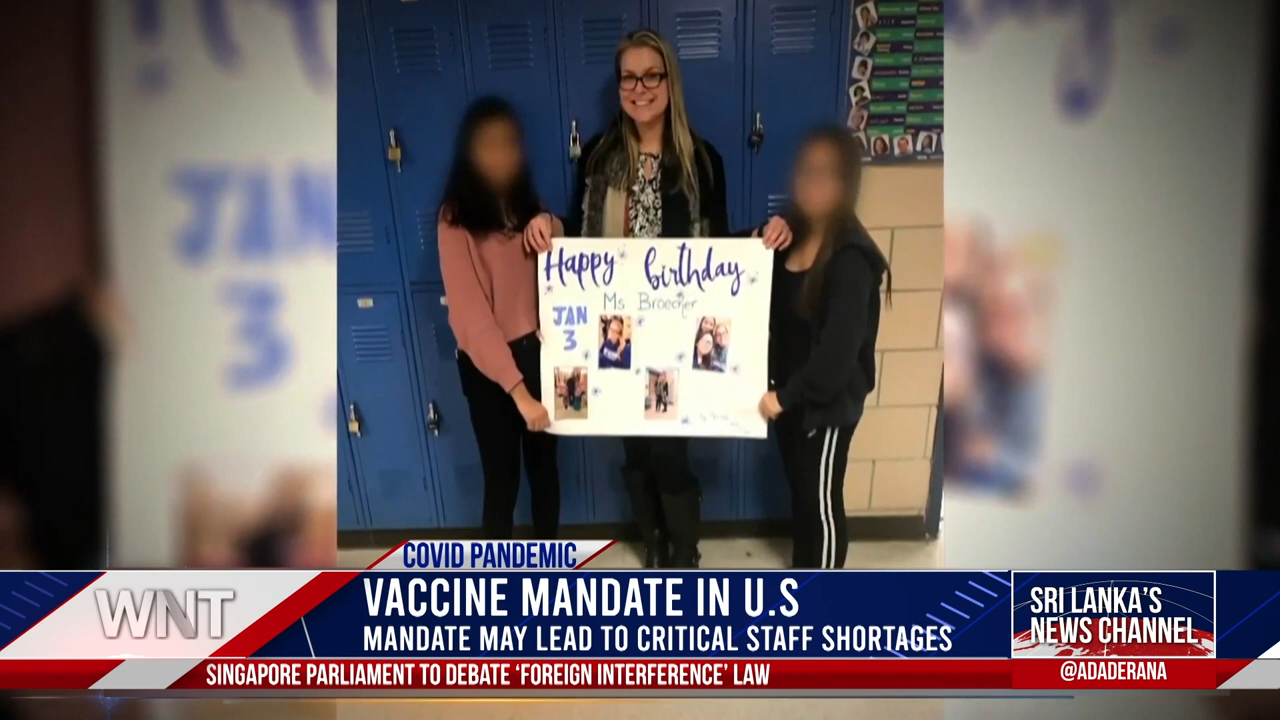 Happy birthday
Ms Broecker
JAN
3
COVID PANDEMIC
WNT
VACCINE MANDATE IN U.S
MANDATE MAY LEAD TO CRITICAL STAFF SHORTAGES
SRI LANKA'S
NEWS CHANNEL
SINGAPORE PARLIAMENT TO DEBATE ‘FOREIGN INTERFERENCE’ LAW
@ADADERANA